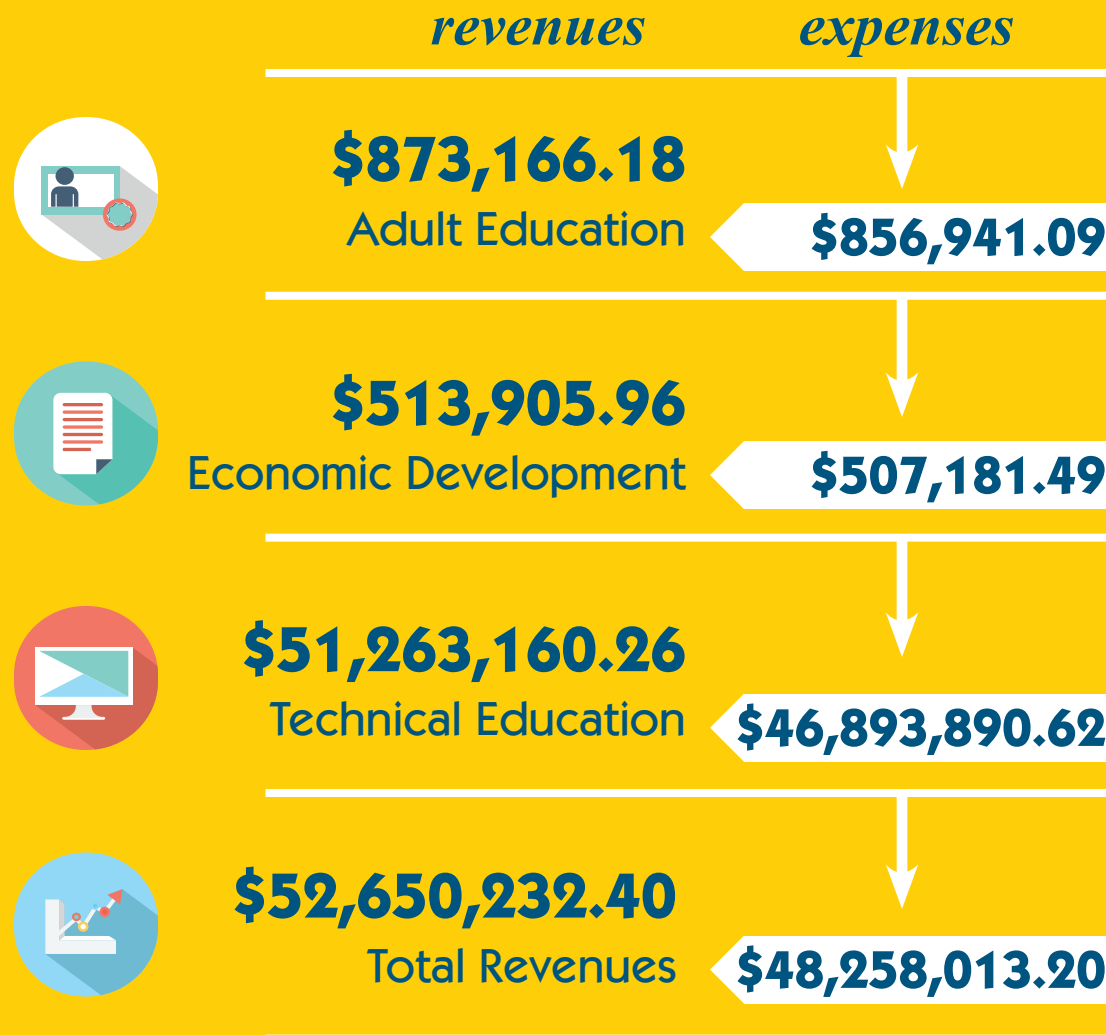 revenues expenses
$873,166.18
Adult Education
$856,941.09
$513,905.96
Economic Development
$507,181.49
$51,263,160.26
Technical Education
$46,893,890.62
$52,650,232.40
Total Revenues
$48,258,013.20